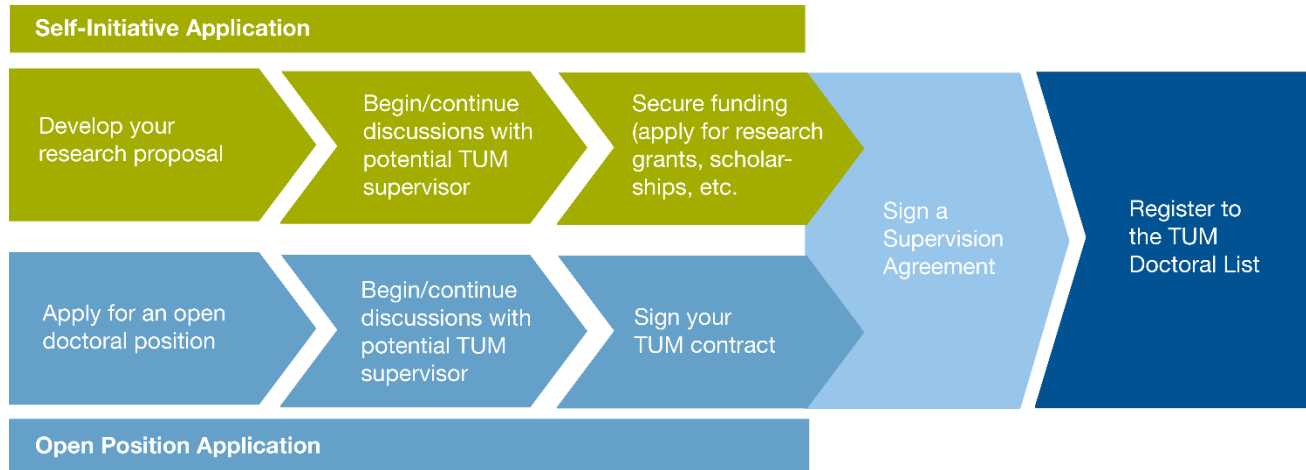 Self-Initiative Application
Develop your
research proposal
Begin/continue
discussions with
potential TUM
supervisor
Secure funding
(apply for research
grants, scholar-
ships, etc.
Sign a
Supervision
Agreement
Register to
the TUM
Doctoral List
Apply for an open
doctoral position
Begin/continue
discussions with
potential TUM
supervisor
Sign your
TUM contract
Open Position Application